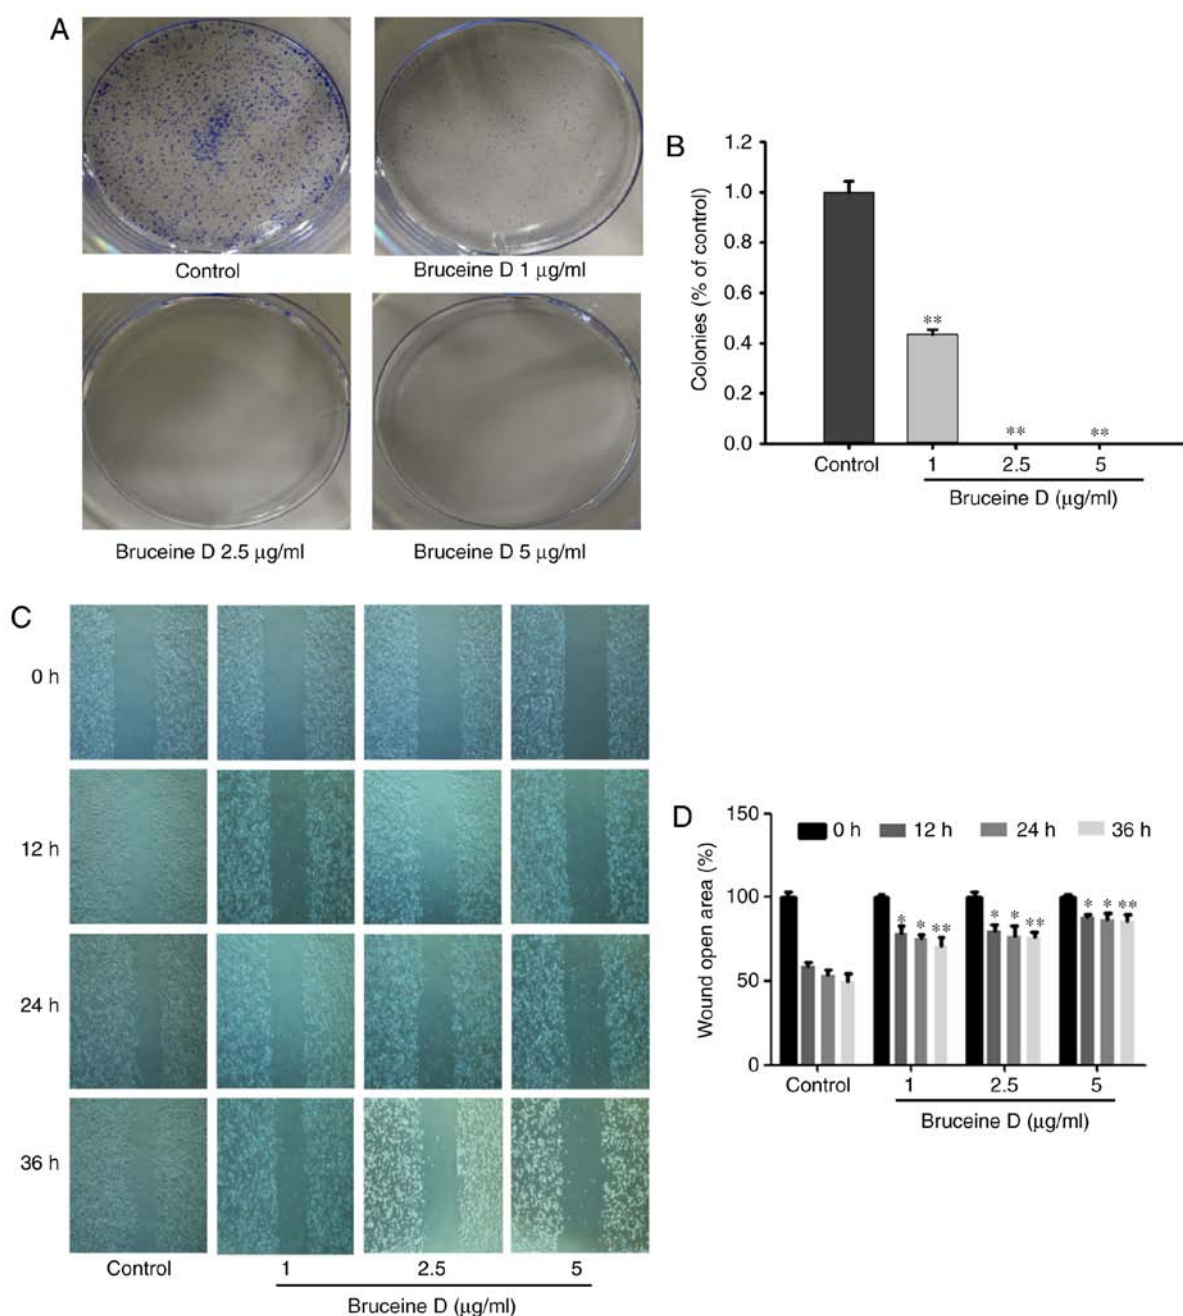 A
Control
Bruceine D 1 μg/ml
Bruceine D 2.5 μg/ml
Bruceine D 5 μg/ml
B
Colonies (% of control)
1.2
1.0
0.8
0.6
0.4
0.2
0.0
**
**
**
Control
1
2.5
5
Bruceine D (μg/ml)
C
0 h
12 h
24 h
36 h
Control
1
2.5
5
Bruceine D (μg/ml)
D
Wound open area (%)
150
100
50
0
0 h
12 h
24 h
36 h
* * **
* * **
* * **
Control
1
2.5
5
Bruceine D (μg/ml)